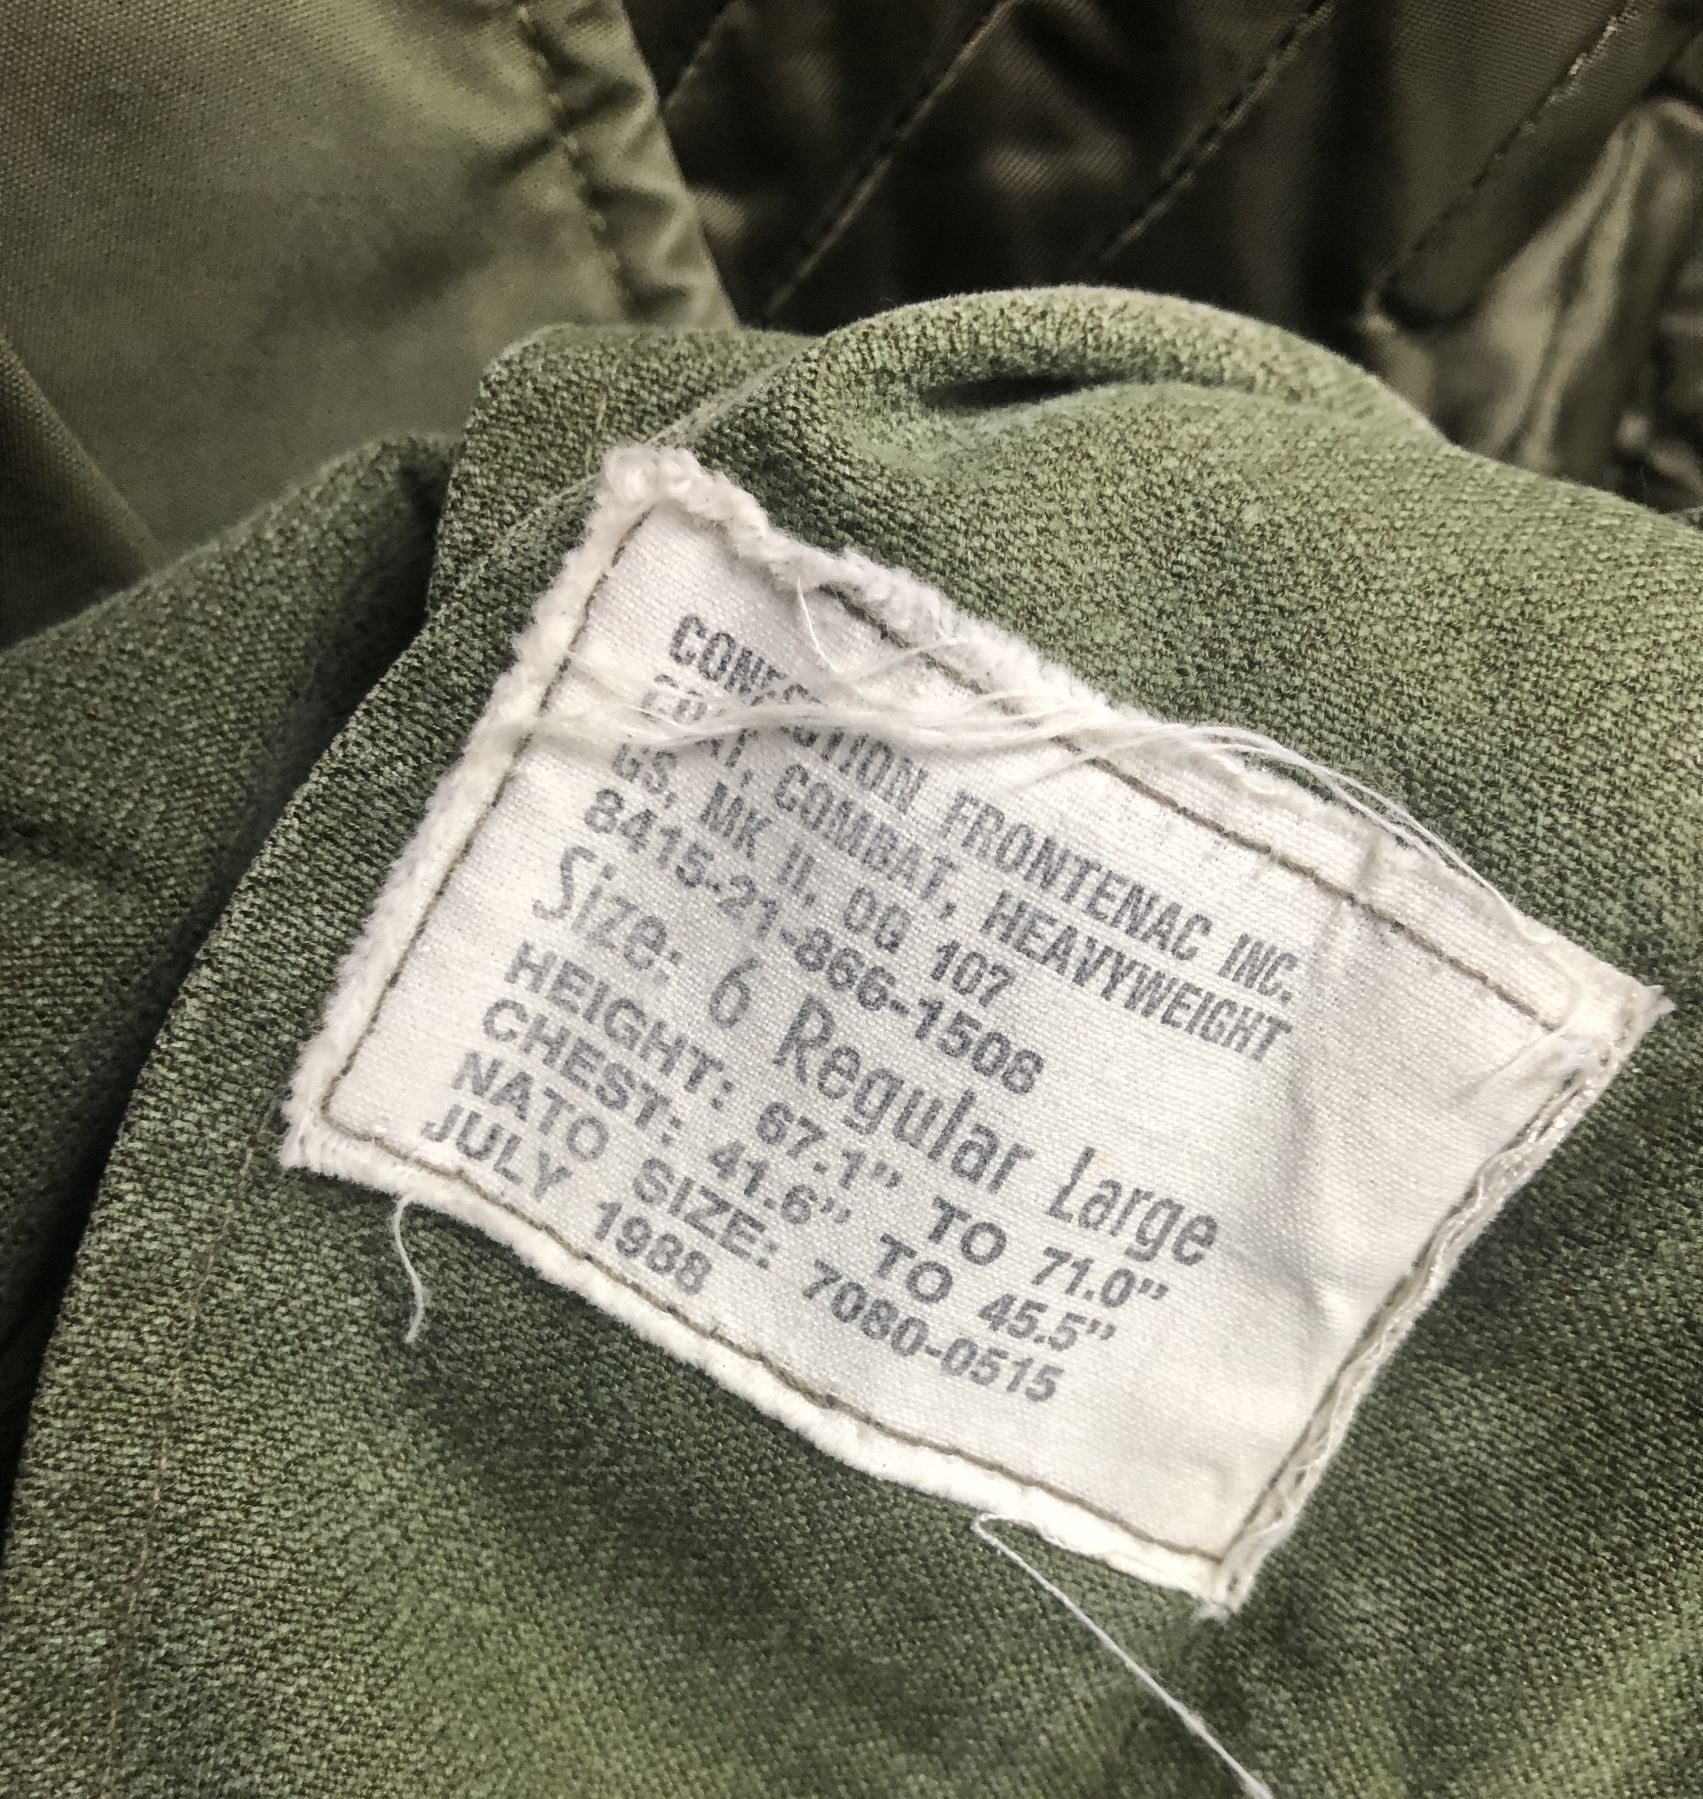 CONFECTION FRONTENAC INC.
COAT, COMBAT, HEAVYWEIGHT
GS, MK II, OG 107
8415-21-866-1508
Size: 6 Regular Large
HEIGHT: 67.1" TO 71.0"
CHEST: 41.6" TO 45.5"
NATO SIZE: 7080-0515
JULY 1988